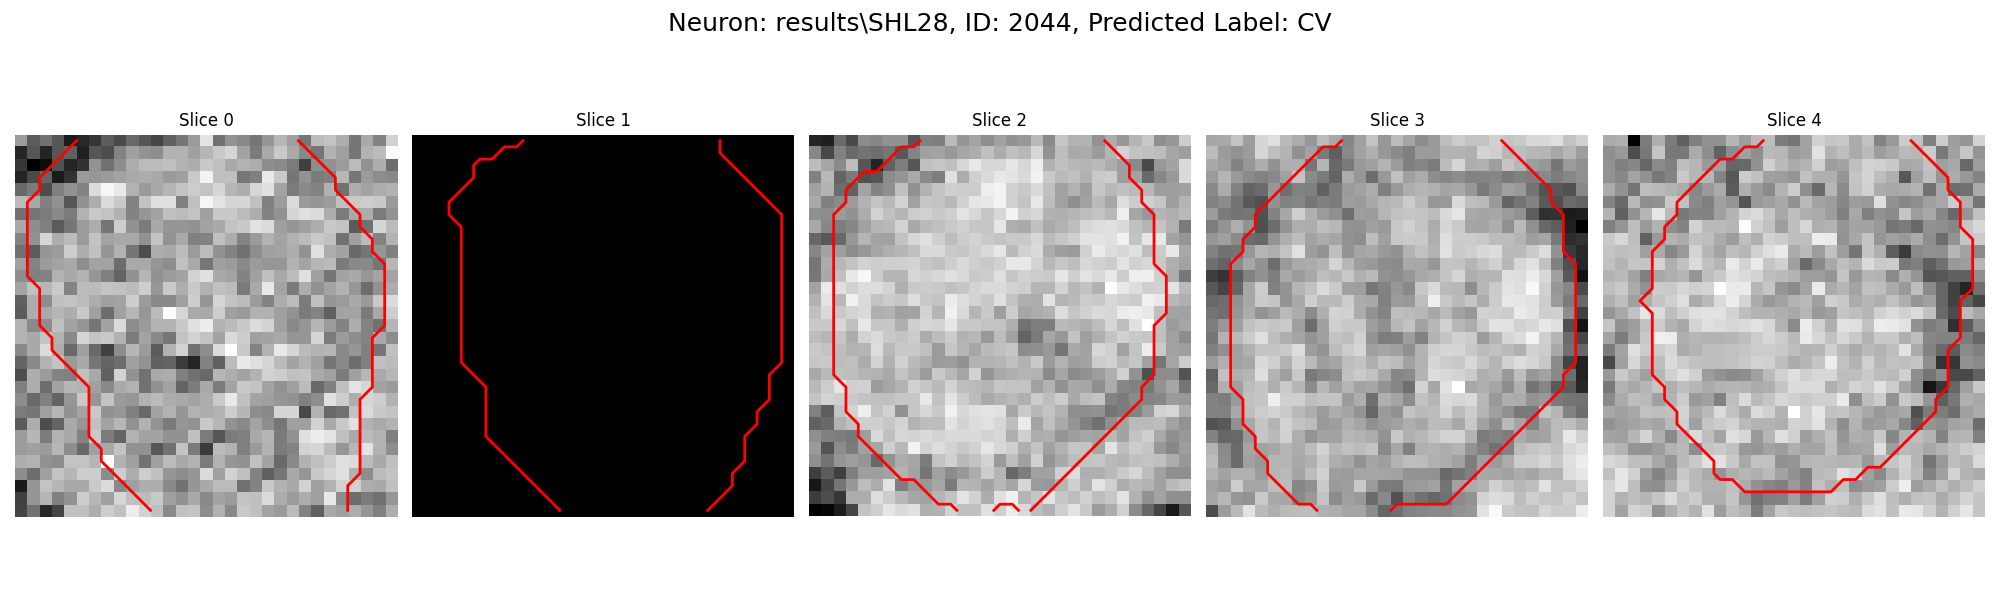 Neuron: results\SHL28, ID: 2044, Predicted Label: CV
Slice 0
Slice 1
Slice 2
Slice 3
Slice 4